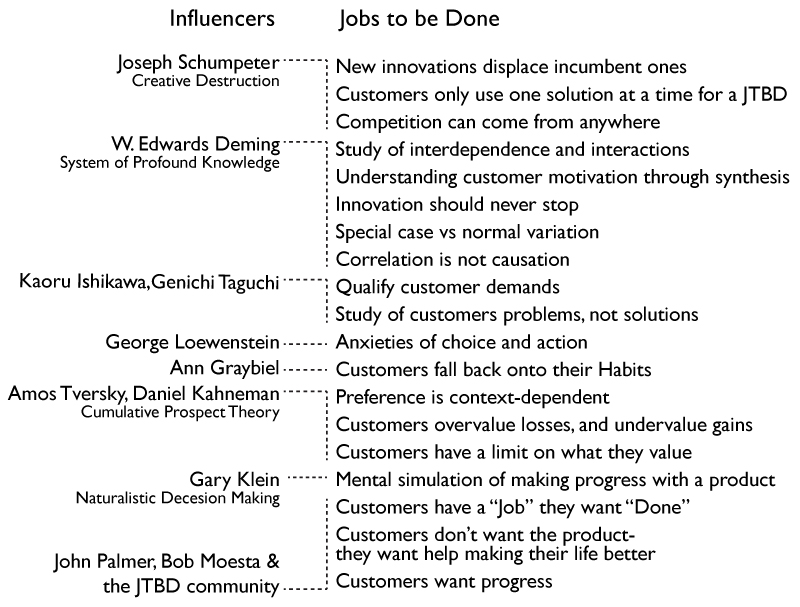 Influencers
Jobs to be Done
Joseph Schumpeter
Creative Destruction
New innovations displace incumbent ones
Customers only use one solution at a time for a JTBD
Competition can come from anywhere
W. Edwards Deming
System of Profound Knowledge
Study of interdependence and interactions
Understanding customer motivation through synthesis
Innovation should never stop
Special case vs normal variation
Correlation is not causation
Kaoru Ishikawa,Genichi Taguchi
Qualify customer demands
Study of customers problems, not solutions
George Loewenstein
Anxieties of choice and action
Ann Graybiel
Customers fall back onto their Habits
Amos Tversky, Daniel Kahneman
Cumulative Prospect Theory
Preference is context-dependent
Customers overvalue losses, and undervalue gains
Customers have a limit on what they value
Gary Klein
Naturalistic Decesion Making
Mental simulation of making progress with a product
John Palmer, Bob Moesta &
the JTBD community
Customers have a “Job” they want “Done”
Customers don’t want the product-
they want help making their life better
Customers want progress